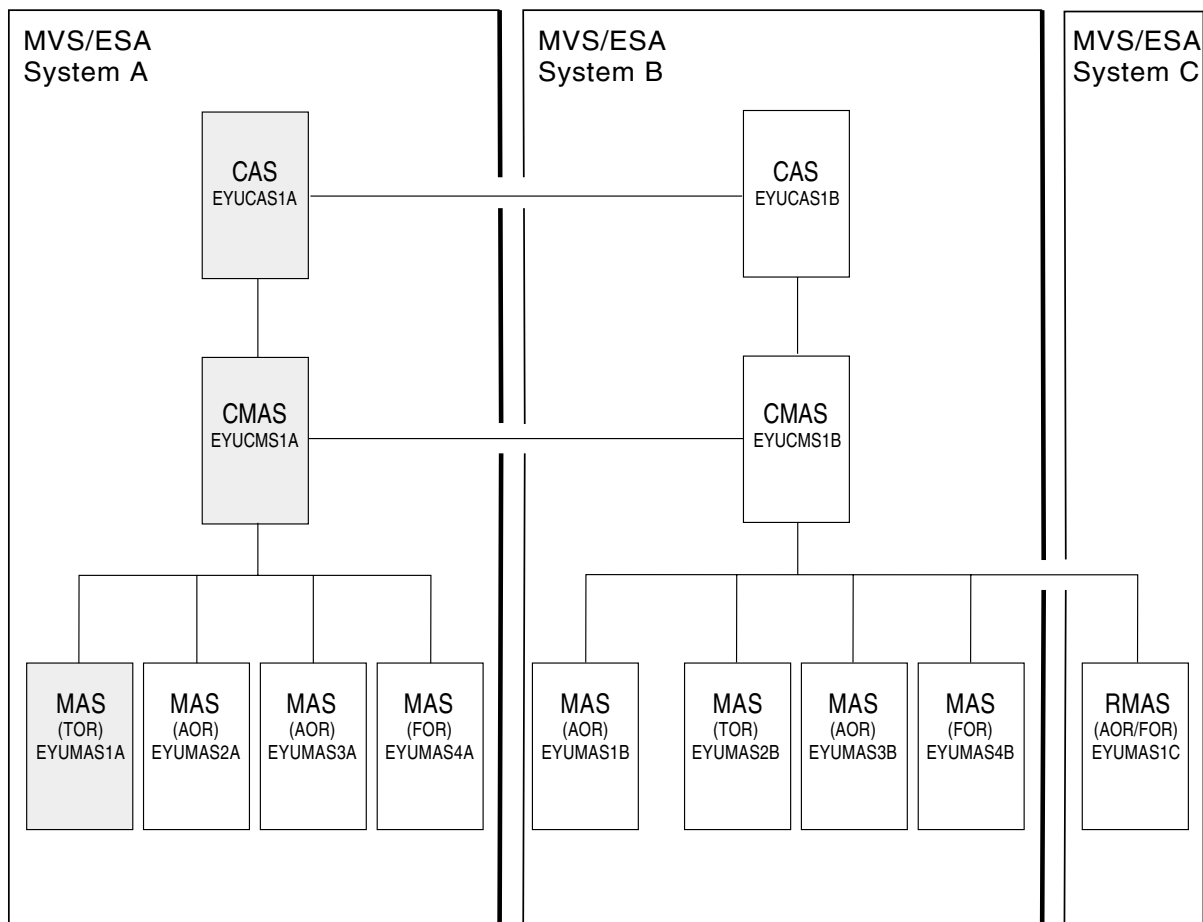 MVS/ESA
System A
MVS/ESA
System B
MVS/ESA
System C
CAS
EYUCAS1A
CAS
EYUCAS1B
CMAS
EYUCMS1A
CMAS
EYUCMS1B
MAS
(TOR)
EYUMAS1A
MAS
(AOR)
EYUMAS2A
MAS
(AOR)
EYUMAS3A
MAS
(FOR)
EYUMAS4A
MAS
(AOR)
EYUMAS1B
MAS
(TOR)
EYUMAS2B
MAS
(AOR)
EYUMAS3B
MAS
(FOR)
EYUMAS4B
RMAS
(AOR/FOR)
EYUMAS1C